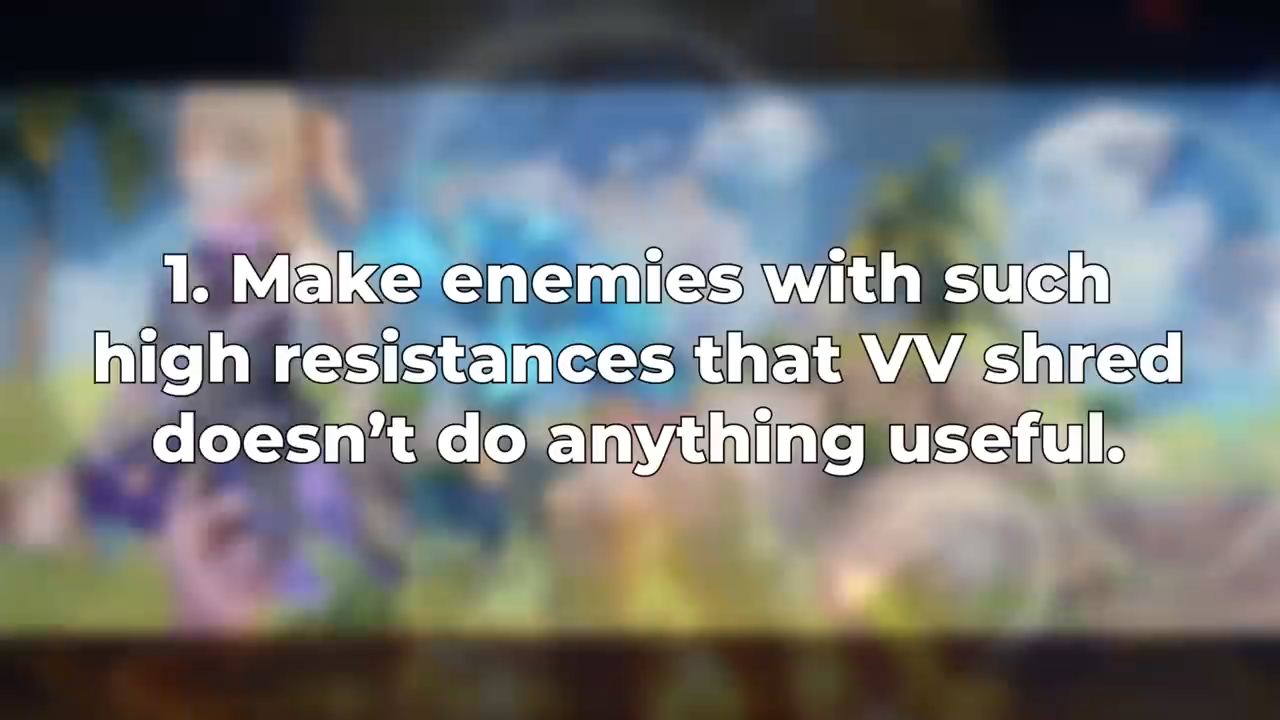 1. Make enemies with such
high resistances that VV shred
doesn’t do anything useful.